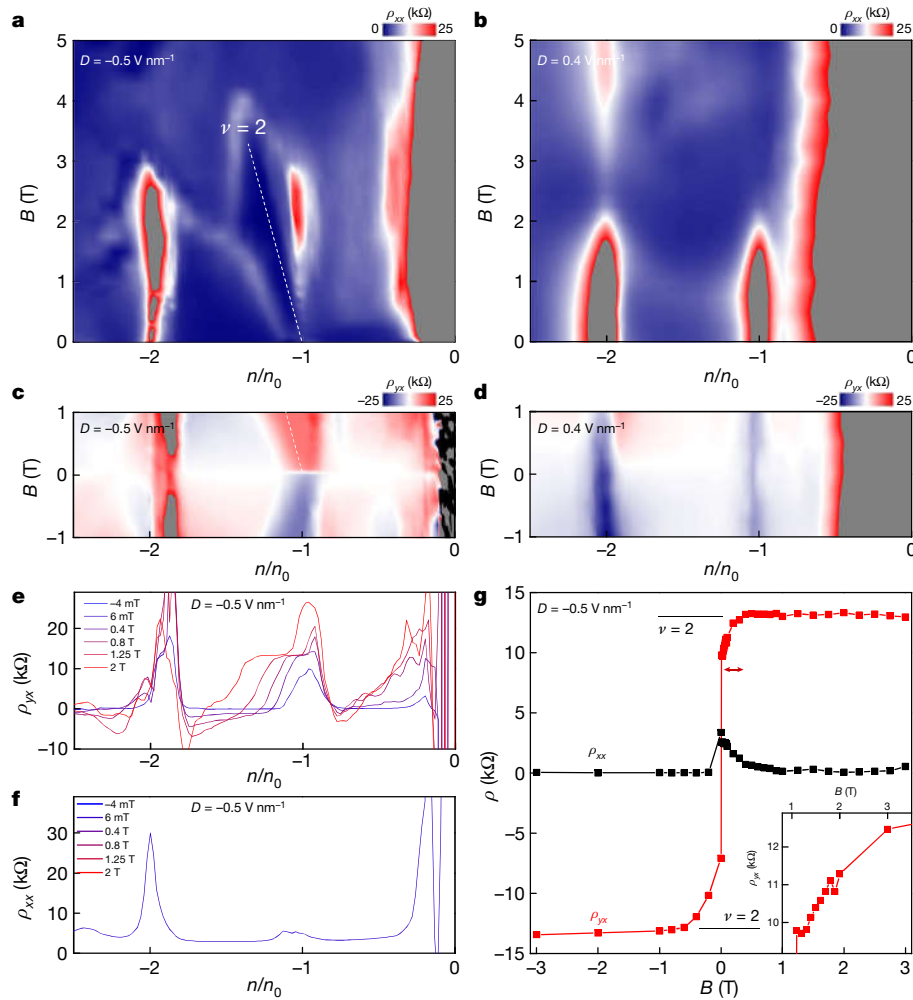 a
ρxx (kΩ)
0 25
D = −0.5 V nm−1
ν = 2
B (T)
5
4
3
2
1
0
−2 −1 0
n/n0
b
ρxx (kΩ)
0 25
D = 0.4 V nm−1
B (T)
5
4
3
2
1
0
−2 −1 0
n/n0
c
ρyx (kΩ)
−25 25
D = −0.5 V nm−1
B (T)
1
0
−1
−2 −1 0
n/n0
d
ρyx (kΩ)
−25 25
D = 0.4 V nm−1
B (T)
1
0
−1
−2 −1 0
n/n0
e
D = −0.5 V nm−1
−4 mT
6 mT
0.4 T
0.8 T
1.25 T
2 T
ρyx (kΩ)
20
10
0
−10
−2 −1 0
n/n0
f
D = −0.5 V nm−1
−4 mT
6 mT
0.4 T
0.8 T
1.25 T
2 T
ρxx (kΩ)
30
20
10
0
−2 −1 0
n/n0
g
D = −0.5 V nm−1
ν = 2
ρxx
ρyx
ν = 2
ρ (kΩ)
15
10
5
0
−5
−10
−15
−3 −2 −1 0 1 2 3
B (T)
B (T)
1 2 3
ρyx (kΩ)
12
11
10